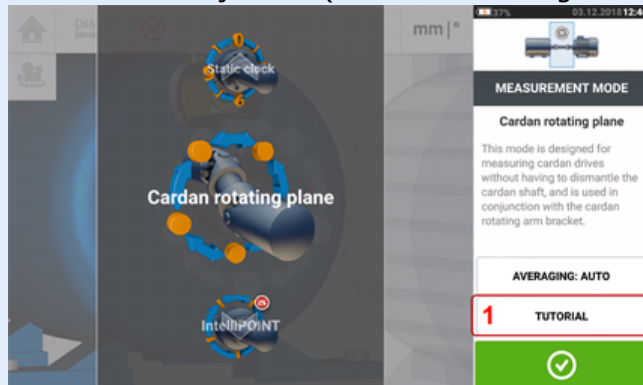 mm|°
37%
03.12.2018 12:4
Static clock
MEASUREMENT MODE
Cardan rotating plane
This mode is designed for
measuring cardan drives
without having to dismantle the
cardan shaft, and is used in
conjunction with the cardan
rotating arm bracket.
Cardan rotating plane
AVERAGING: AUTO
IntelliPOINT
1 TUTORIAL